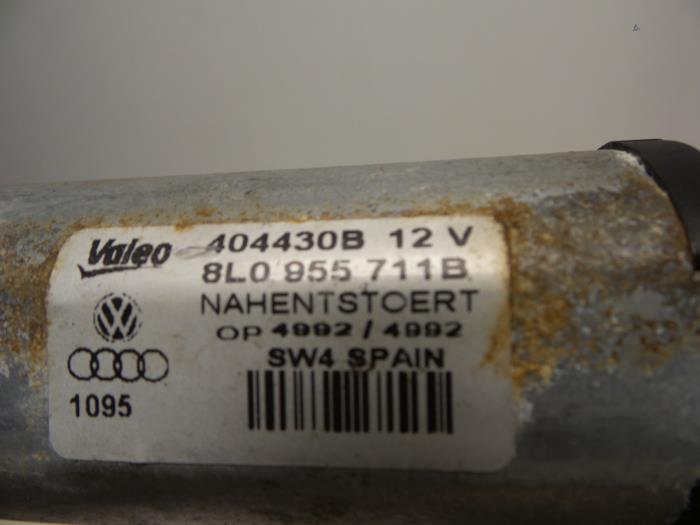 Valeo 404430B 12 V
8L0 955 711B
NAHENTSTOERT
OP 4992 / 4992
SW4 SPAIN
1095